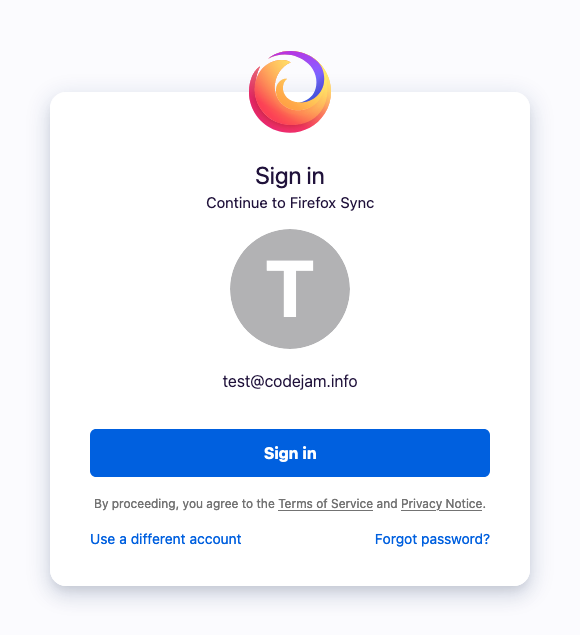 Sign in
Continue to Firefox Sync
T
test@codejam.info
Sign in
By proceeding, you agree to the Terms of Service and Privacy Notice.
Use a different account Forgot password?